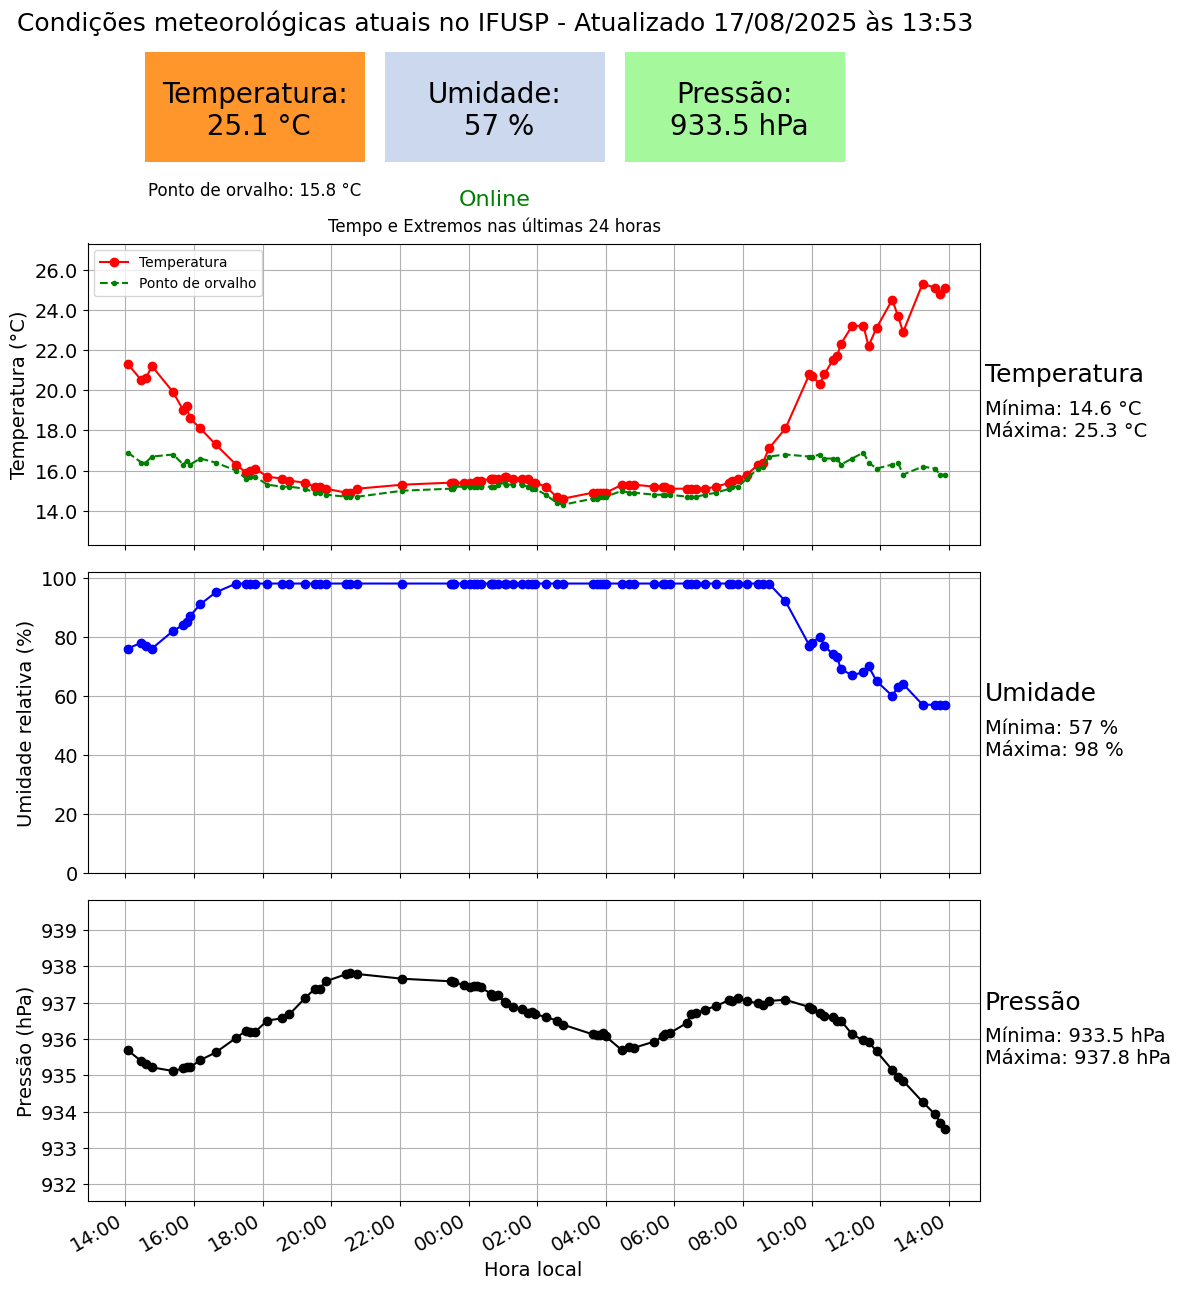 Condições meteorológicas atuais no IFUSP - Atualizado 17/08/2025 às 13:53
Temperatura:
25.1 °C
Umidade:
57 %
Pressão:
933.5 hPa
Ponto de orvalho: 15.8 °C
Online
Tempo e Extremos nas últimas 24 horas
Temperatura
Ponto de orvalho
Temperatura (°C)
26.0
24.0
22.0
20.0
18.0
16.0
14.0
Temperatura
Mínima: 14.6 °C
Máxima: 25.3 °C
Umidade relativa (%)
100
80
60
40
20
0
Umidade
Mínima: 57 %
Máxima: 98 %
Pressão (hPa)
939
938
937
936
935
934
933
932
Pressão
Mínima: 933.5 hPa
Máxima: 937.8 hPa
14:00
16:00
18:00
20:00
22:00
00:00
02:00
04:00
06:00
08:00
10:00
12:00
14:00
Hora local